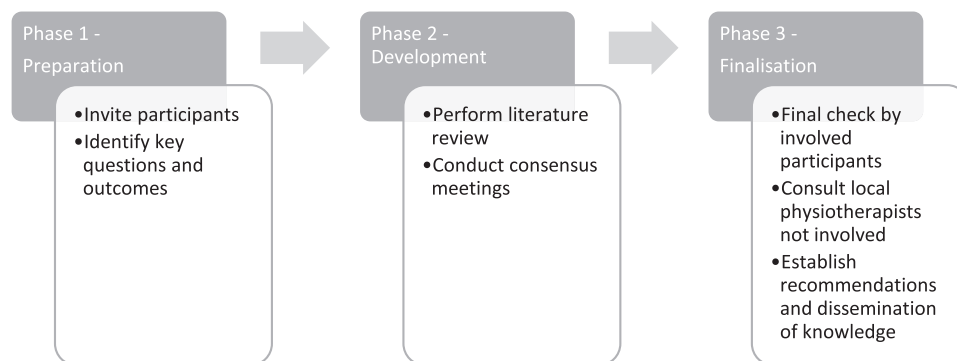 Phase 1 -
Preparation
•Invite participants
•Identify key
questions and
outcomes
Phase 2 -
Development
•Perform literature
review
•Conduct consensus
meetings
Phase 3 -
Finalisation
•Final check by
involved
participants
•Consult local
physiotherapists
not involved
•Establish
recommendations
and dissemination
of knowledge